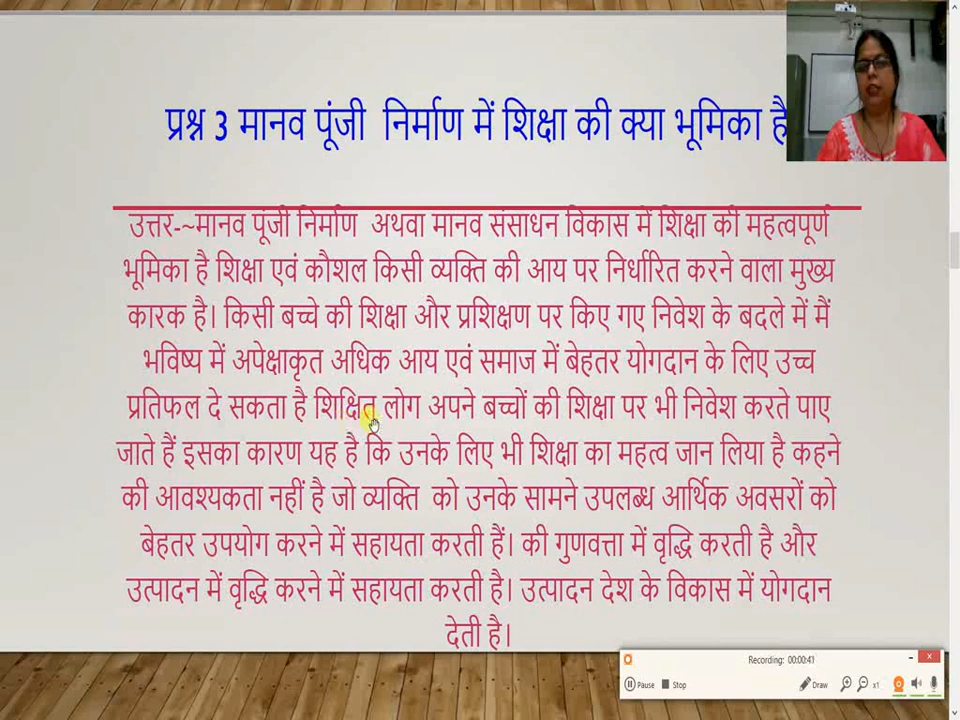 प्रश्न 3 मानव पूंजी निर्माण में शिक्षा की क्या भूमिका है
उत्तर-~मानव पूंजी निर्माण अथवा मानव संसाधन विकास में शिक्षा की महत्वपूर्ण
भूमिका है शिक्षा एवं कौशल किसी व्यक्ति की आय पर निर्धारित करने वाला मुख्य
कारक है। किसी बच्चे की शिक्षा और प्रशिक्षण पर किए गए निवेश के बदले में मैं
भविष्य में अपेक्षाकृत अधिक आय एवं समाज में बेहतर योगदान के लिए उच्च
प्रतिफल दे सकता है शिक्षित लोग अपने बच्चों की शिक्षा पर भी निवेश करते पाए
जाते हैं इसका कारण यह है कि उनके लिए भी शिक्षा का महत्व जान लिया है कहने
की आवश्यकता नहीं है जो व्यक्ति को उनके सामने उपलब्ध आर्थिक अवसरों को
बेहतर उपयोग करने में सहायता करती हैं। की गुणवत्ता में वृद्धि करती है और
उत्पादन में वृद्धि करने में सहायता करती है। उत्पादन देश के विकास में योगदान
देती है।
Recording: 00:00:41
Pause Stop Draw x1